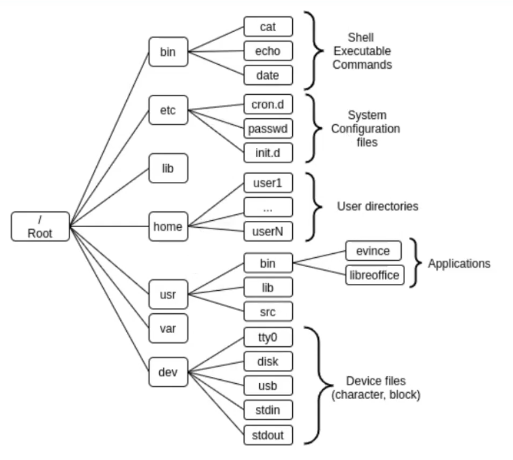 /
Root
bin
cat
echo
date
Shell
Executable
Commands
etc
cron.d
passwd
init.d
System
Configuration
files
lib
home
user1
...
userN
User directories
usr
bin
evince
libreoffice
Applications
lib
src
var
dev
tty0
disk
usb
stdin
stdout
Device files
(character, block)